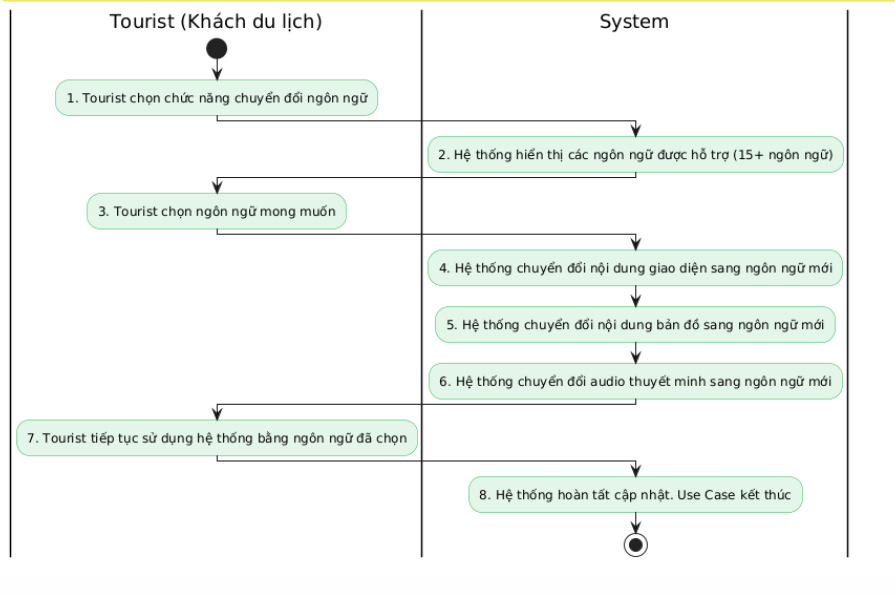 Tourist (Khách du lịch)
System
1. Tourist chọn chức năng chuyển đổi ngôn ngữ
2. Hệ thống hiển thị các ngôn ngữ được hỗ trợ (15+ ngôn ngữ)
3. Tourist chọn ngôn ngữ mong muốn
4. Hệ thống chuyển đổi nội dung giao diện sang ngôn ngữ mới
5. Hệ thống chuyển đổi nội dung bản đồ sang ngôn ngữ mới
6. Hệ thống chuyển đổi audio thuyết minh sang ngôn ngữ mới
7. Tourist tiếp tục sử dụng hệ thống bằng ngôn ngữ đã chọn
8. Hệ thống hoàn tất cập nhật. Use Case kết thúc